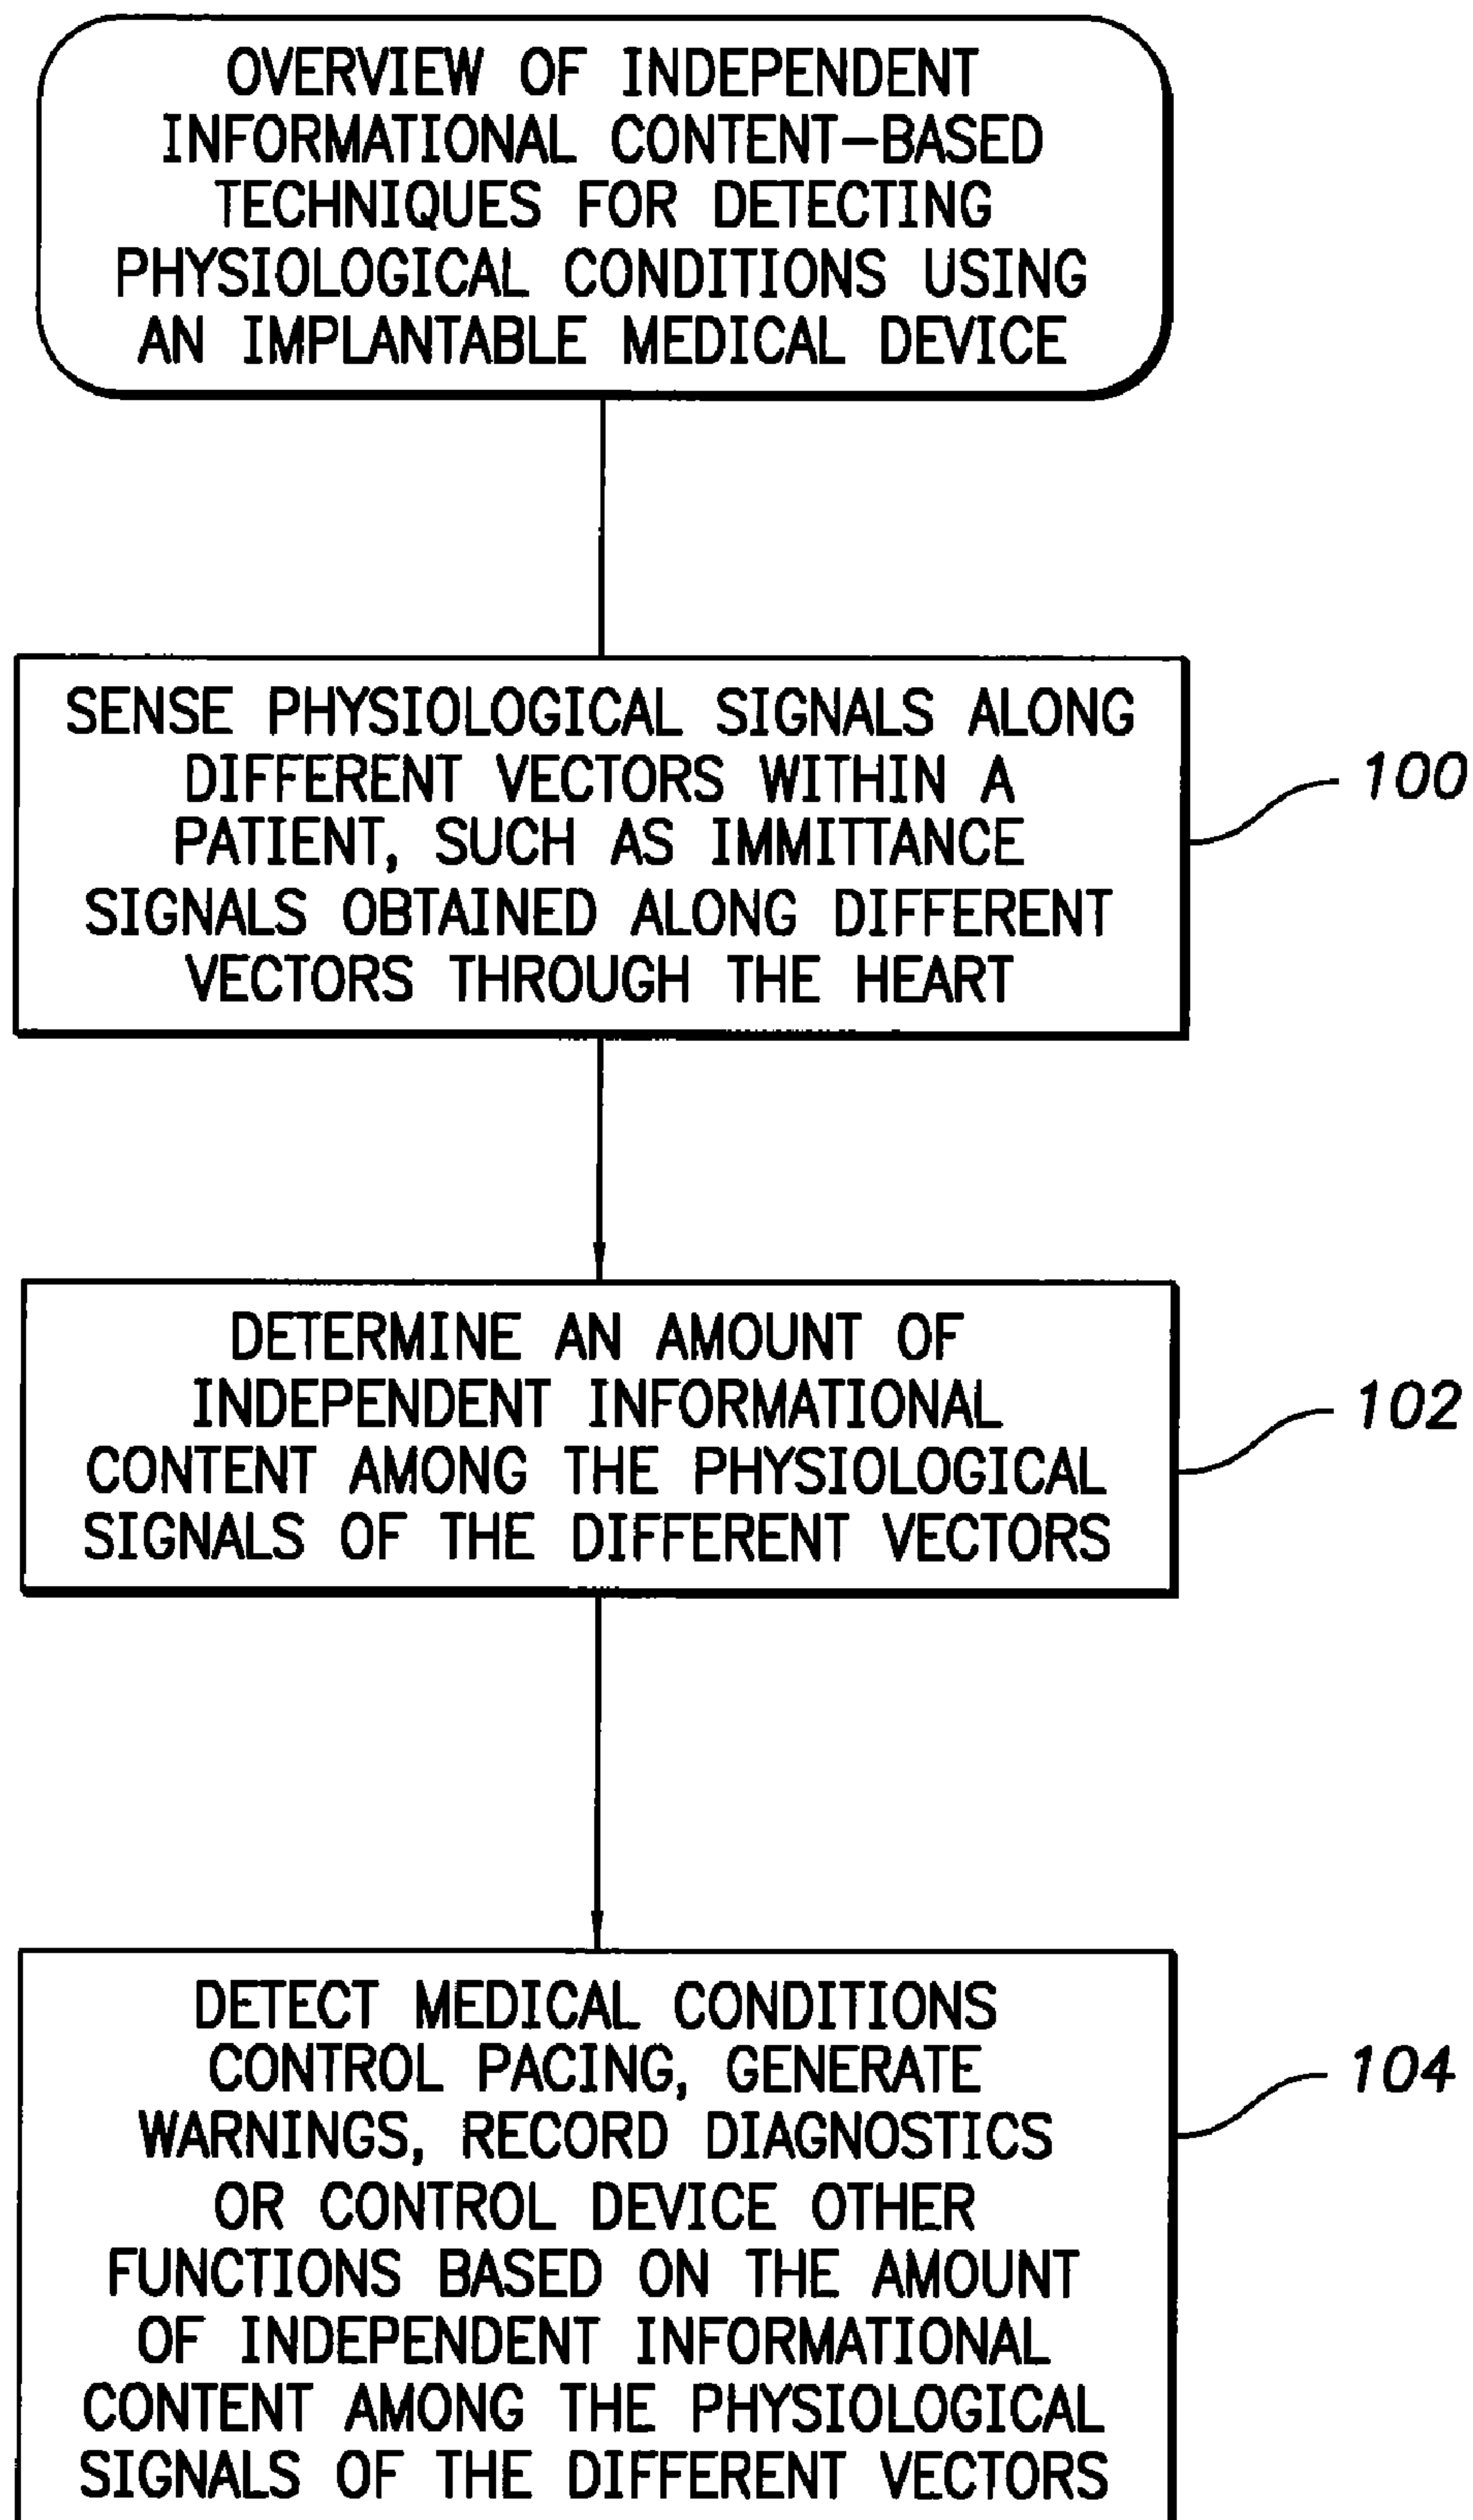 OVERVIEW OF INDEPENDENT
INFORMATIONAL CONTENT-BASED
TECHNIQUES FOR DETECTING
PHYSIOLOGICAL CONDITIONS USING
AN IMPLANTABLE MEDICAL DEVICE
SENSE PHYSIOLOGICAL SIGNALS ALONG
DIFFERENT VECTORS WITHIN A
PATIENT, SUCH AS IMMITTANCE
SIGNALS OBTAINED ALONG DIFFERENT
VECTORS THROUGH THE HEART
100
DETERMINE AN AMOUNT OF
INDEPENDENT INFORMATIONAL
CONTENT AMONG THE PHYSIOLOGICAL
SIGNALS OF THE DIFFERENT VECTORS
102
DETECT MEDICAL CONDITIONS
CONTROL PACING, GENERATE
WARNINGS, RECORD DIAGNOSTICS
OR CONTROL DEVICE OTHER
FUNCTIONS BASED ON THE AMOUNT
OF INDEPENDENT INFORMATIONAL
CONTENT AMONG THE PHYSIOLOGICAL
SIGNALS OF THE DIFFERENT VECTORS
104